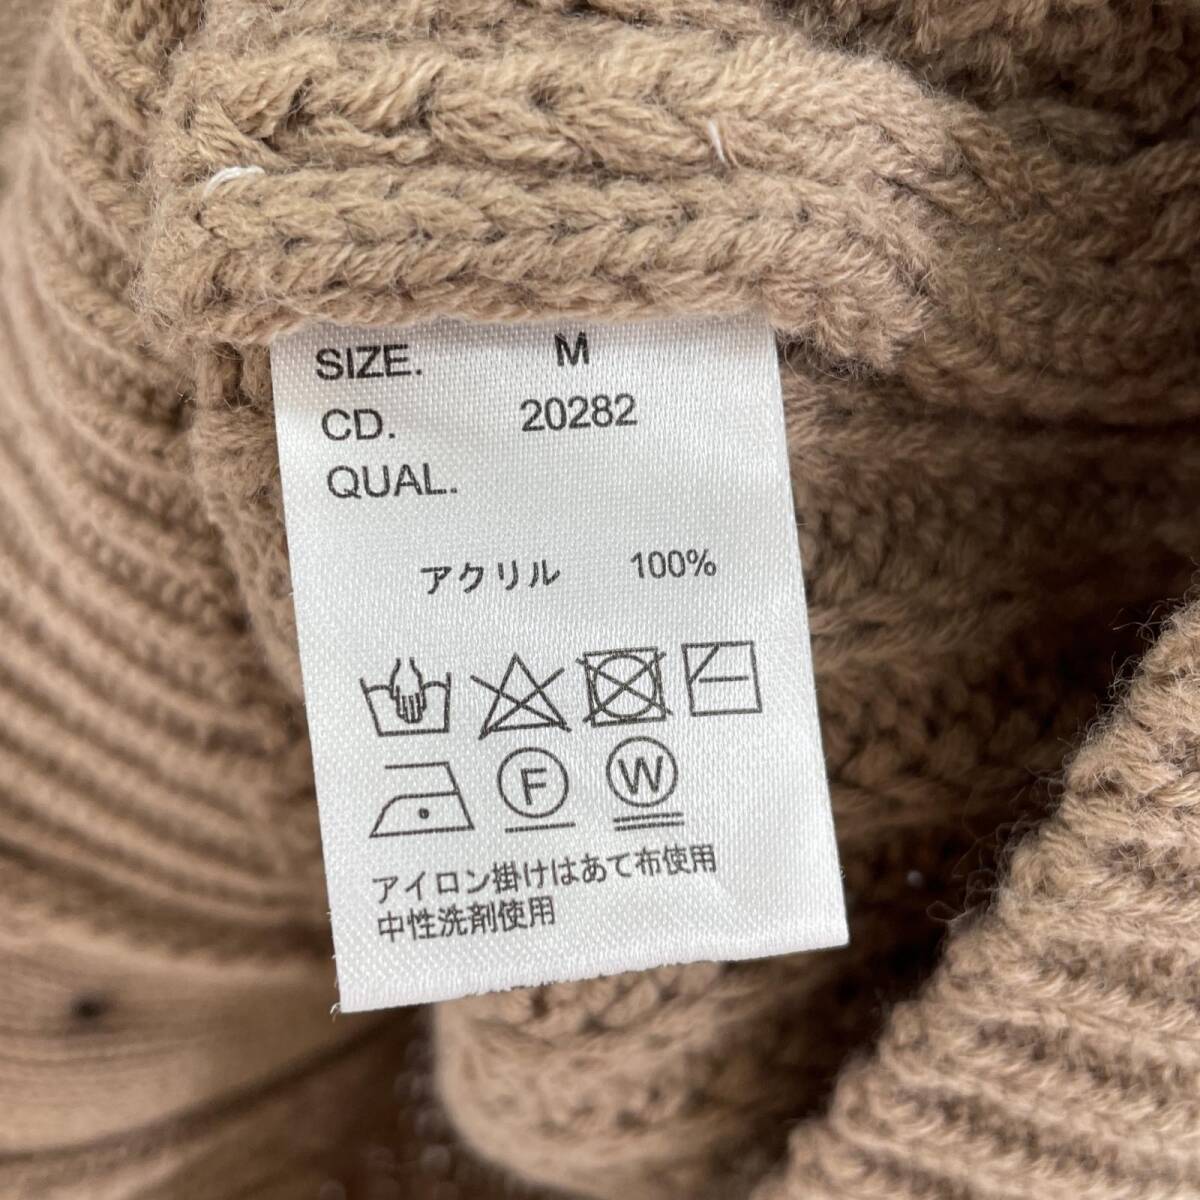 SIZE. M
CD. 20282
QUAL.
アクリル 100%
F W
アイロン掛けはあて布使用
中性洗剤使用